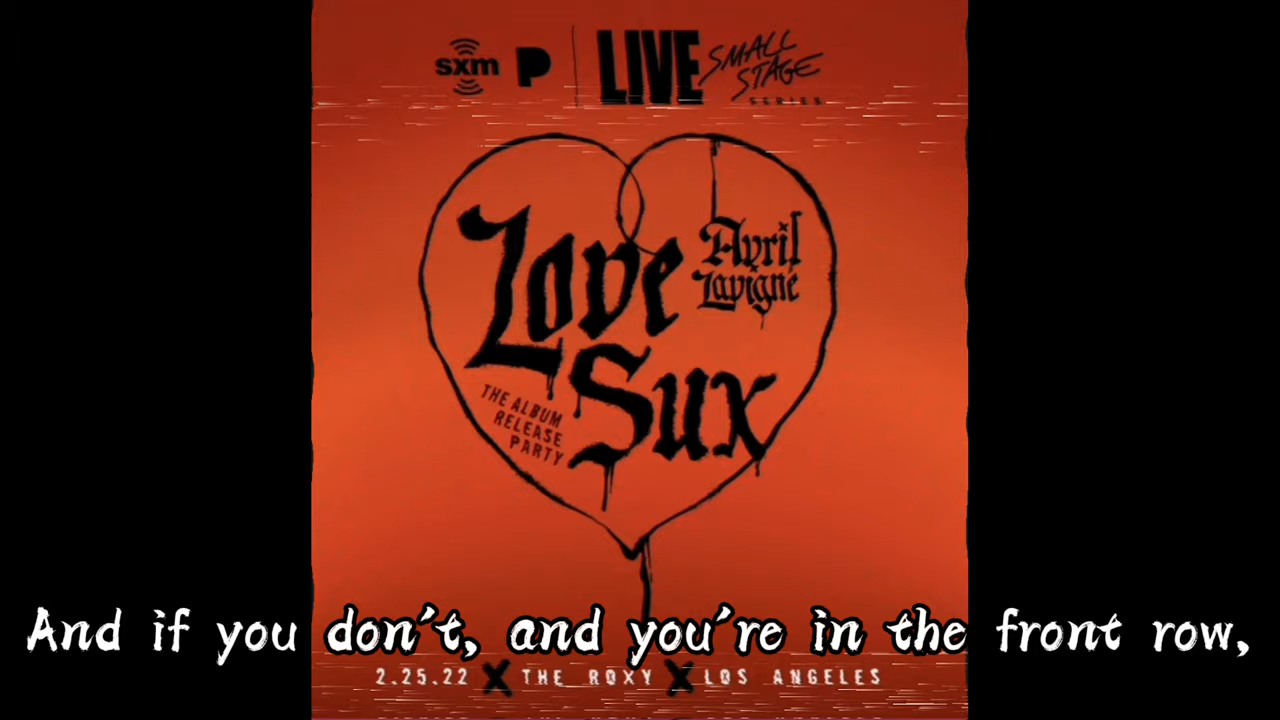 sxm P LIVE SMALL STAGE SERIES
Love
Avril
Lavigne
Sux
THE ALBUM
RELEASE
PARTY
And if you don't, and you're in the front row,
2.25.22 X THE ROXY X LOS ANGELES